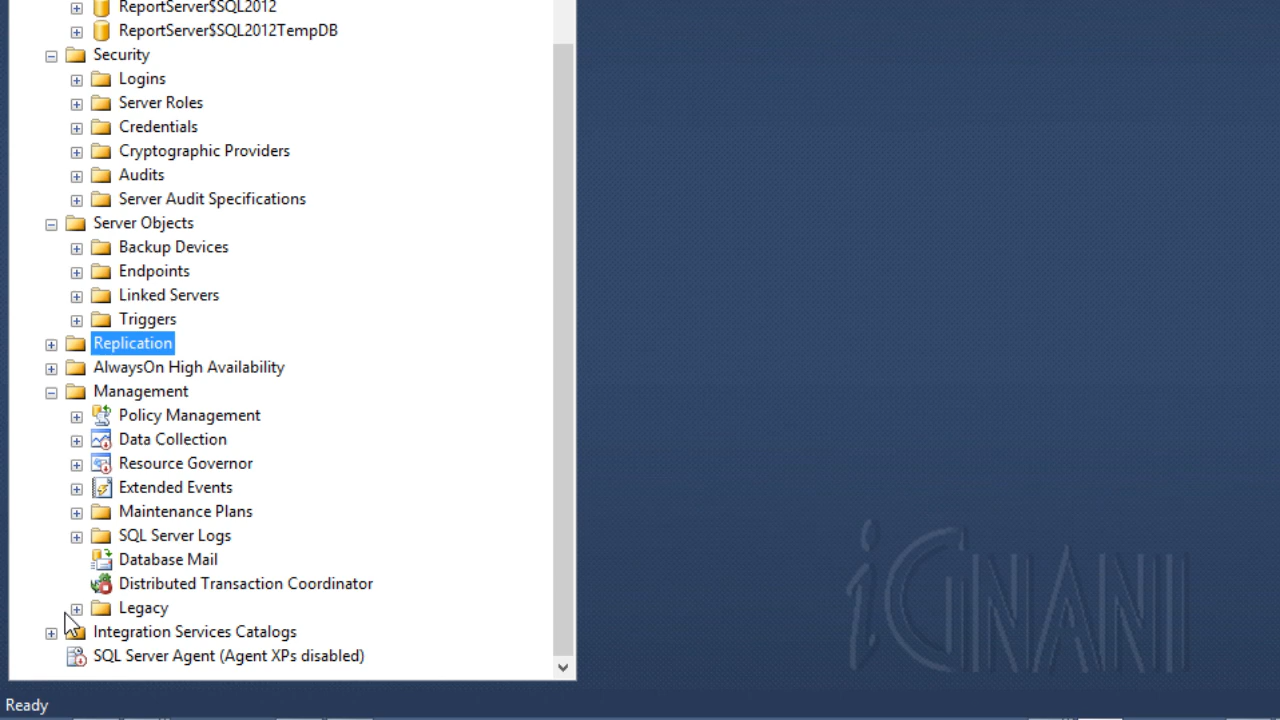 ReportServer$SQL2012
ReportServer$SQL2012TempDB
Security
Logins
Server Roles
Credentials
Cryptographic Providers
Audits
Server Audit Specifications
Server Objects
Backup Devices
Endpoints
Linked Servers
Triggers
Replication
AlwaysOn High Availability
Management
Policy Management
Data Collection
Resource Governor
Extended Events
Maintenance Plans
SQL Server Logs
Database Mail
Distributed Transaction Coordinator
Legacy
Integration Services Catalogs
SQL Server Agent (Agent XPs disabled)
iGNANI
Ready